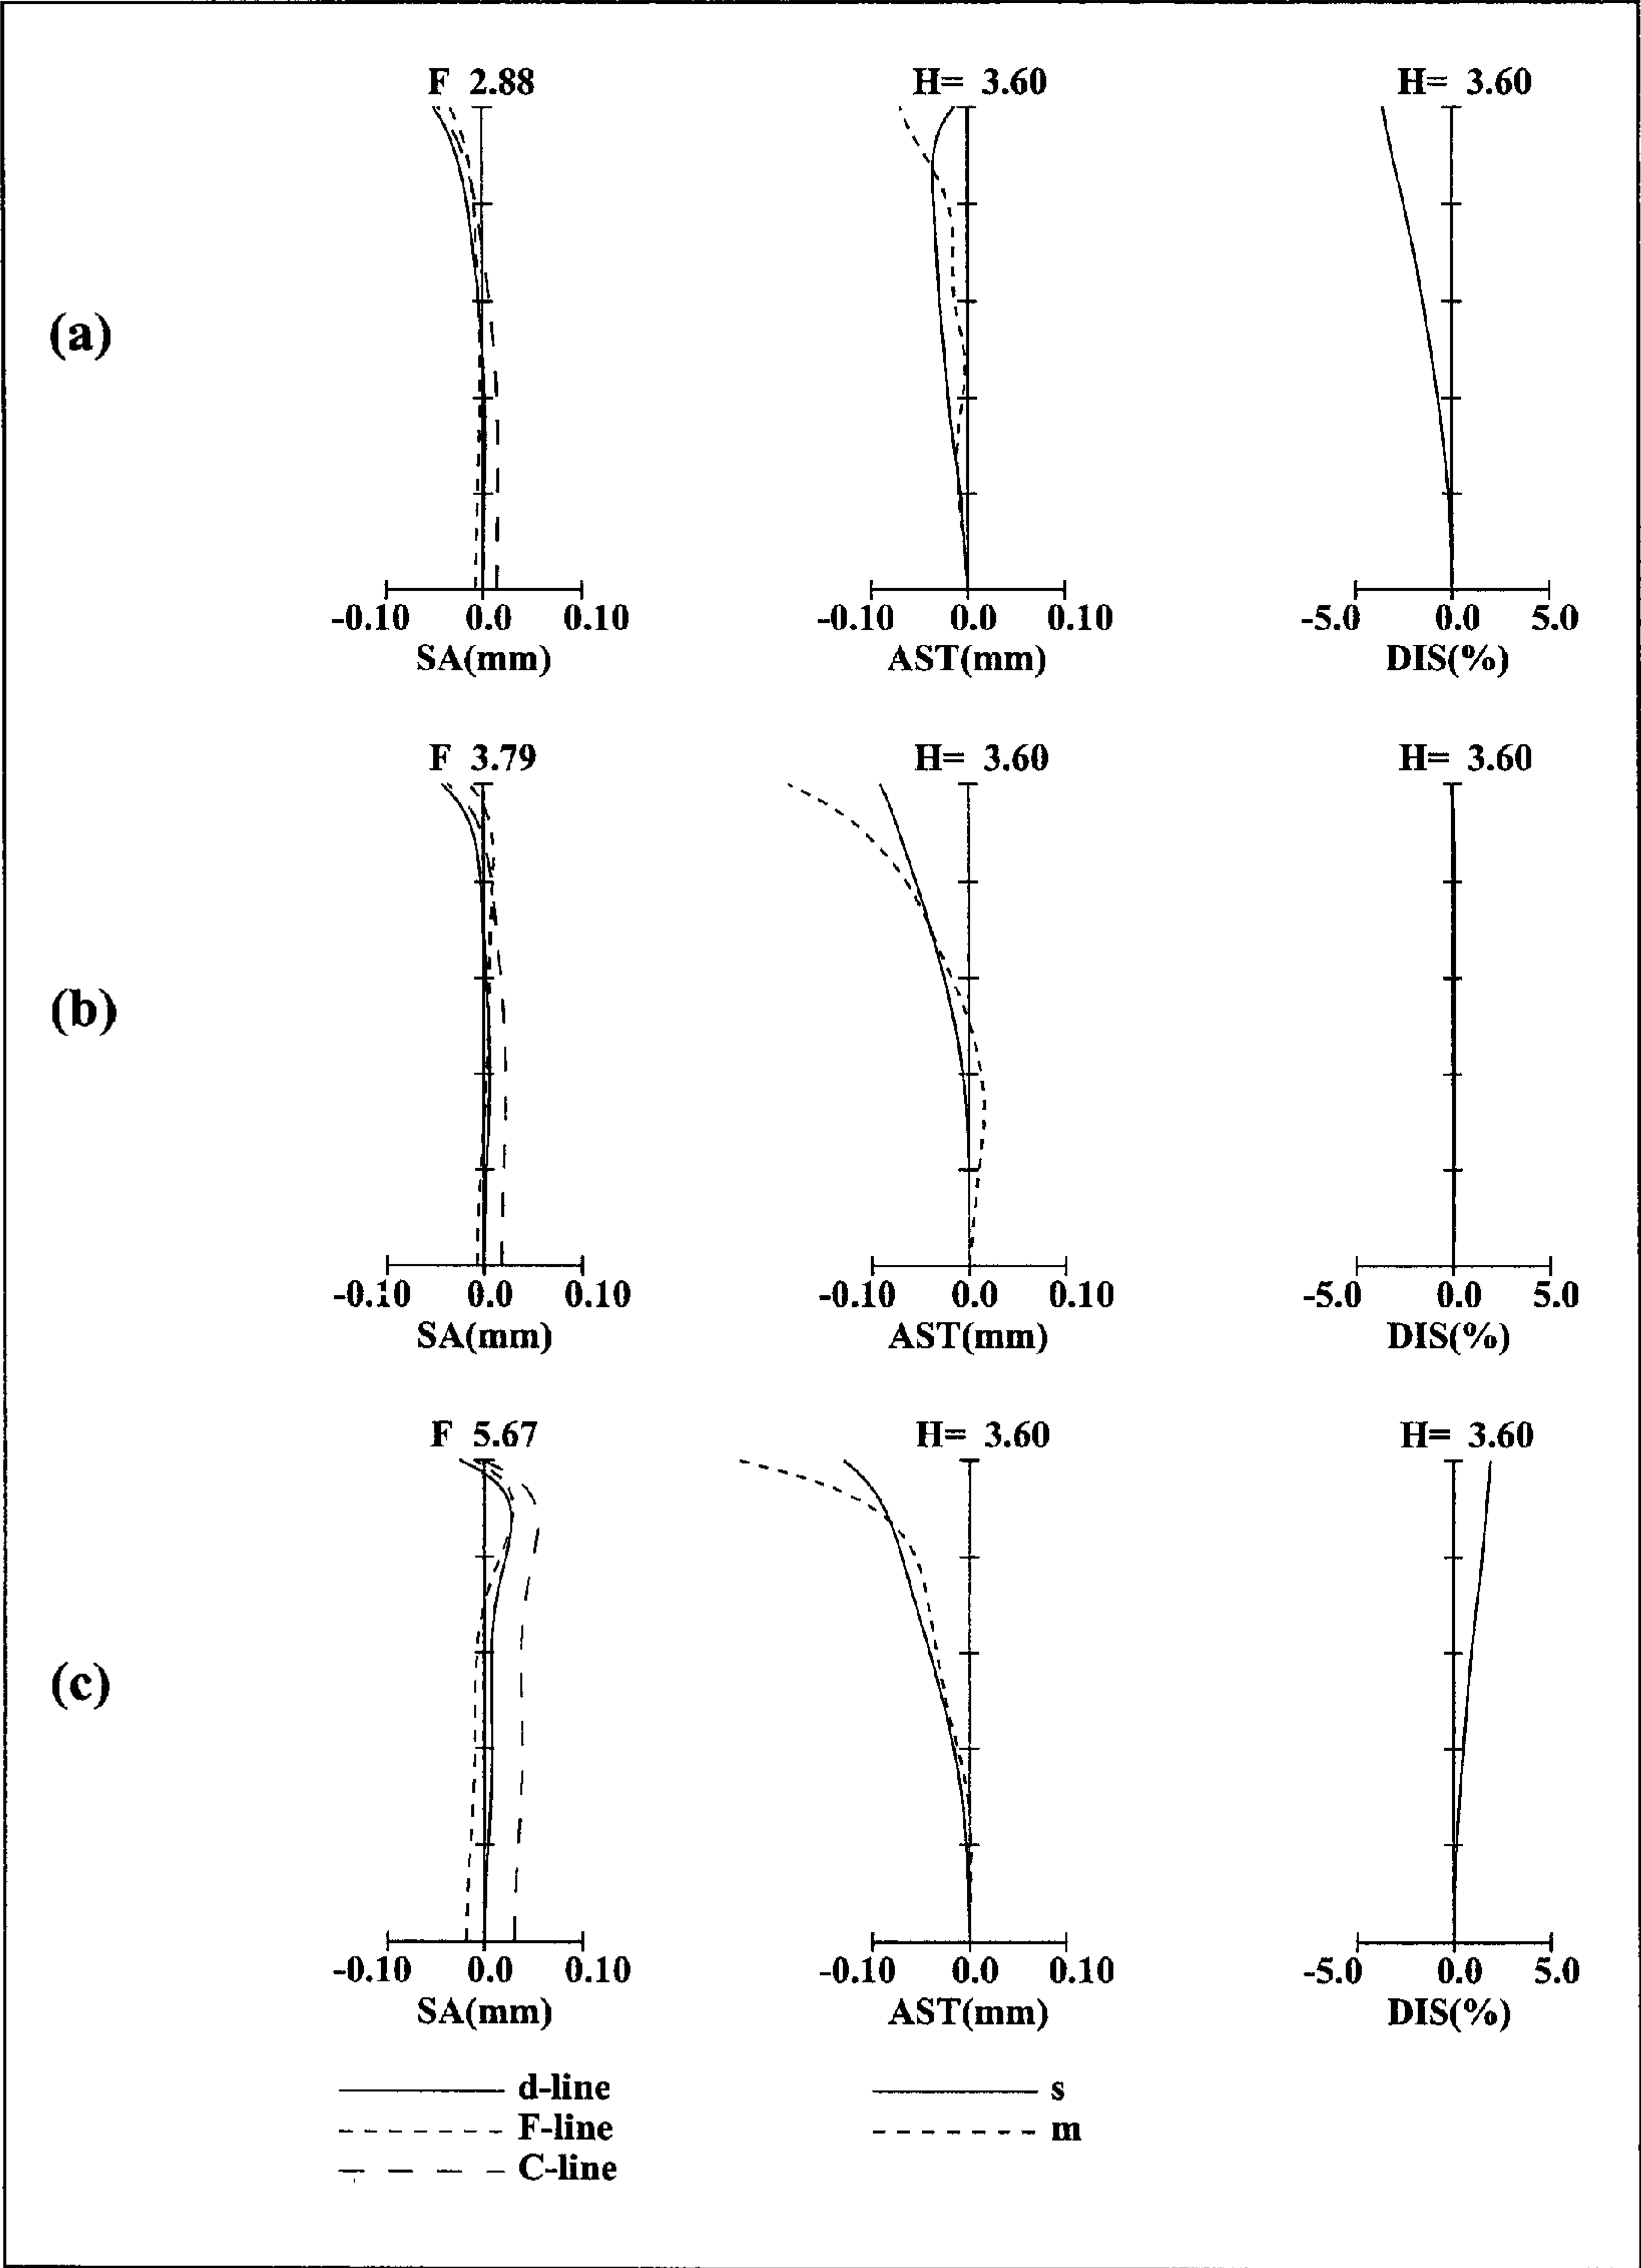 F 2.88 H= 3.60 H= 3.60
(a)
-0.10 0.0 0.10 -0.10 0.0 0.10 -5.0 0.0 5.0
SA(mm) AST(mm) DIS(%)
F 3.79 H= 3.60 H= 3.60
(b)
-0.10 0.0 0.10 -0.10 0.0 0.10 -5.0 0.0 5.0
SA(mm) AST(mm) DIS(%)
F 5.67 H= 3.60 H= 3.60
(c)
-0.10 0.0 0.10 -0.10 0.0 0.10 -5.0 0.0 5.0
SA(mm) AST(mm) DIS(%)
d-line s
F-line m
C-line